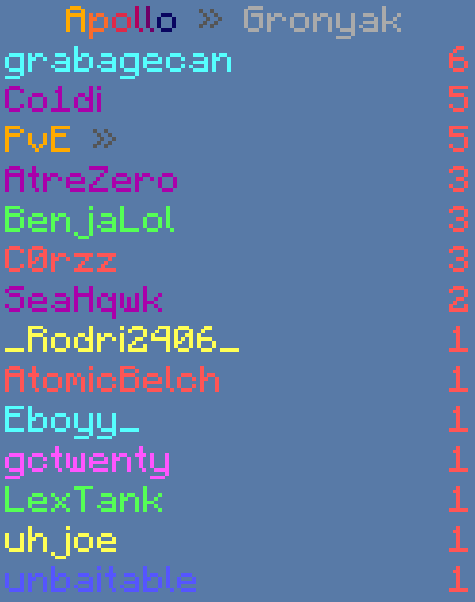 Apollo » Gronyak
grabagecan 6
Co1di 5
PvE » 5
AtreZero 3
BenjaLol 3
C0rzz 3
SeaHqwk 2
_Rodri2406_ 1
AtomicBelch 1
Eboyy_ 1
gctwenty 1
LexTank 1
uhjoe 1
unbaitable 1